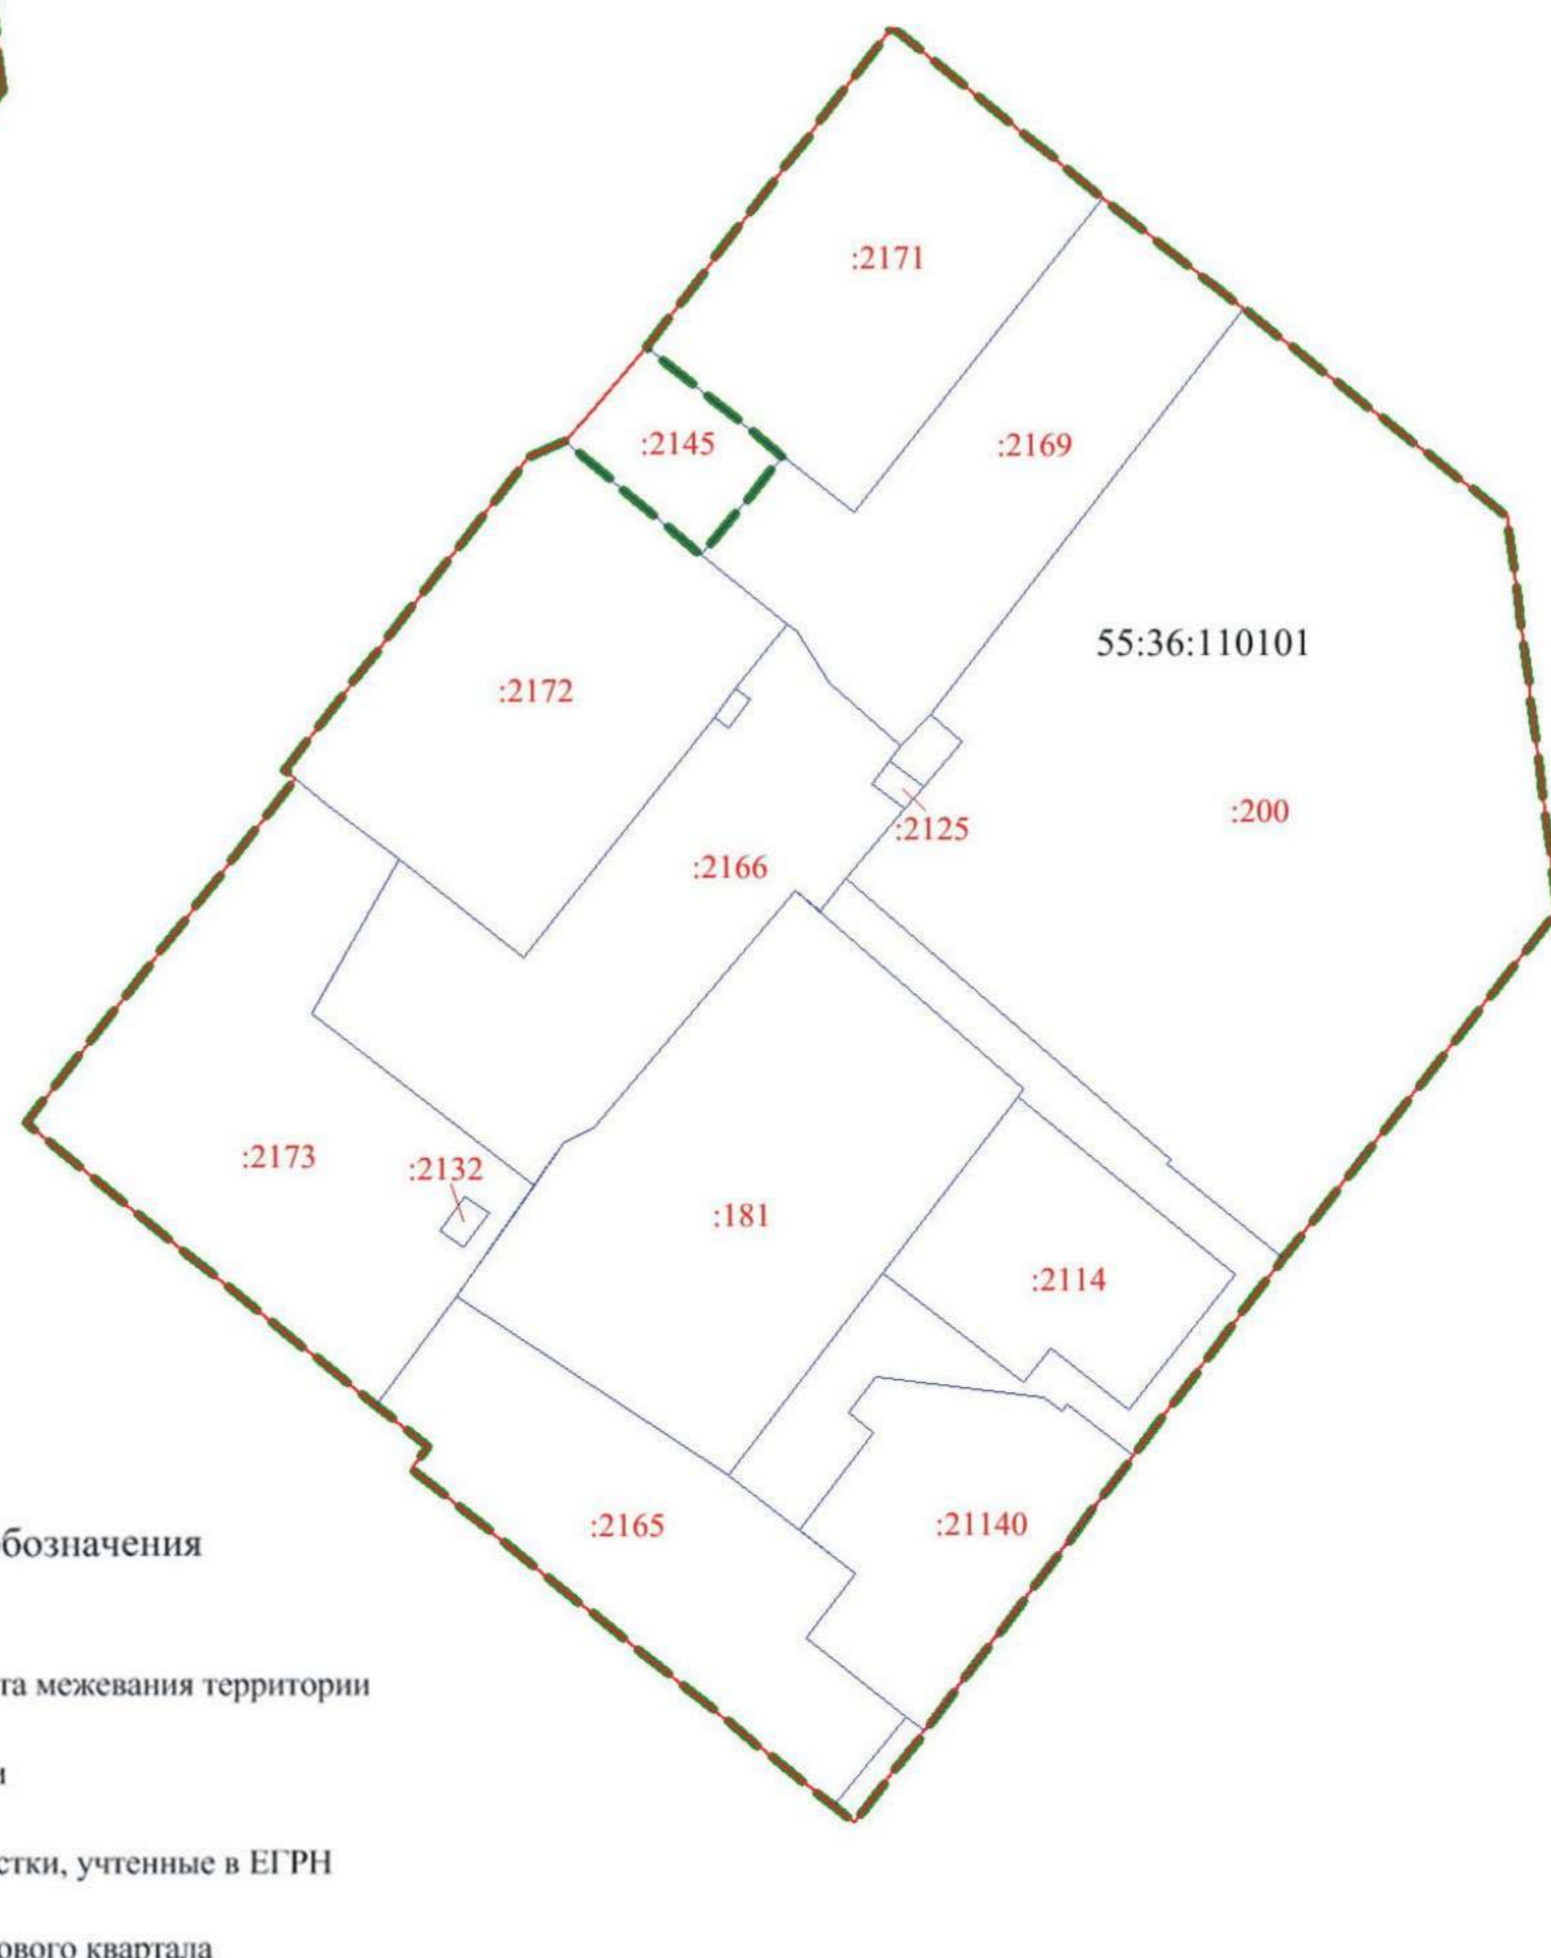 :2171
:2145
:2169
55:36:110101
:2172
:200
:2125
:2166
:2173
:2132
:181
:2114
:2165
:21140
бозначения
та межевания территории
и
стки, учтенные в ЕГРН
ового квартала